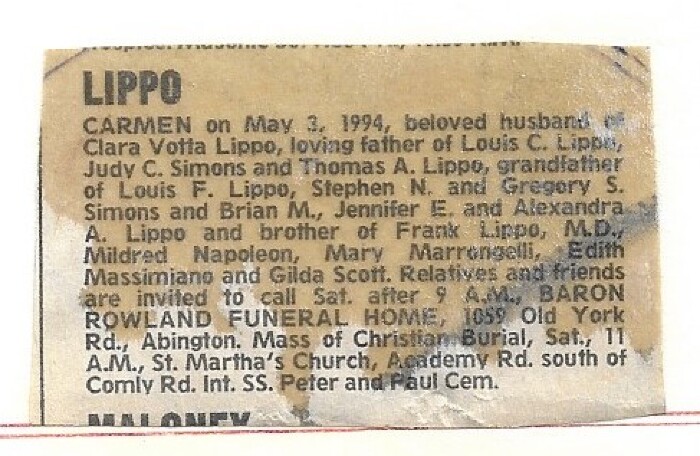 LIPPO
CARMEN on May 3, 1994, beloved husband of
Clara Votta Lippo, loving father of Louis C. Lippo,
Judy C. Simons and Thomas A. Lippo, grandfather
of Louis F. Lippo, Stephen N. and Gregory S.
Simons and Brian M., Jennifer E. and Alexandra
A. Lippo and brother of Frank Lippo, M.D.,
Mildred Napoleon, Mary Marrongelli, Edith
Massimiano and Gilda Scott. Relatives and friends
are invited to call Sat. after 9 A.M., BARON
ROWLAND FUNERAL HOME, 1059 Old York
Rd., Abington. Mass of Christian Burial, Sat., 11
A.M., St. Martha's Church, Academy Rd. south of
Comly Rd. Int. SS. Peter and Paul Cem.
MALONEY